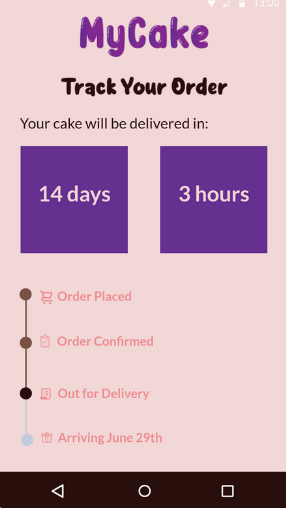 13:00
MyCake
Track Your Order
Your cake will be delivered in:
14 days
3 hours
Order Placed
Order Confirmed
Out for Delivery
Arriving June 29th